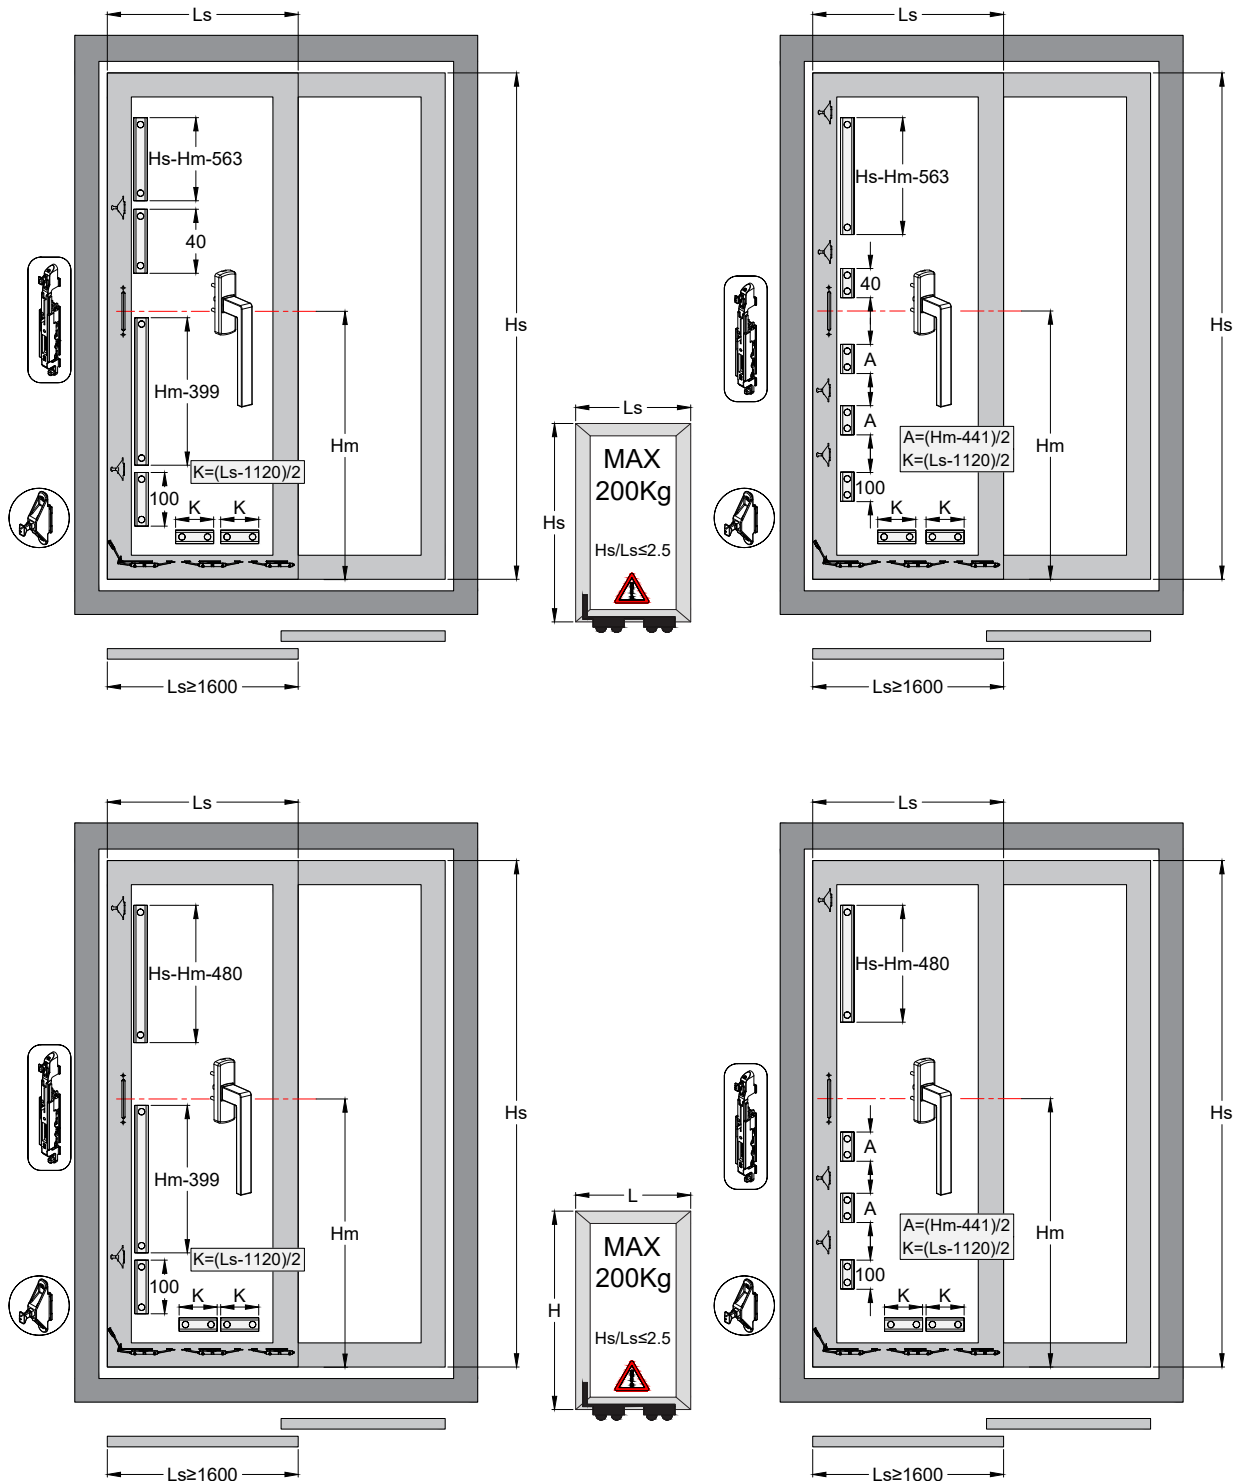 Ls
Hs-Hm-563
40
Hm-399
K=(Ls-1120)/2
100
K K
Hm
Hs
Ls≥1600
Ls
Hs
MAX
200Kg
Hs/Ls≤2.5
Ls
Hs-Hm-563
40
A
A
A=(Hm-441)/2
K=(Ls-1120)/2
100
K K
Hm
Hs
Ls≥1600
Ls
Hs-Hm-480
Hm-399
K=(Ls-1120)/2
100
K K
Hm
Hs
Ls≥1600
L
H
MAX
200Kg
Hs/Ls≤2.5
Ls
Hs-Hm-480
A
A
A=(Hm-441)/2
K=(Ls-1120)/2
100
K K
Hm
Hs
Ls≥1600